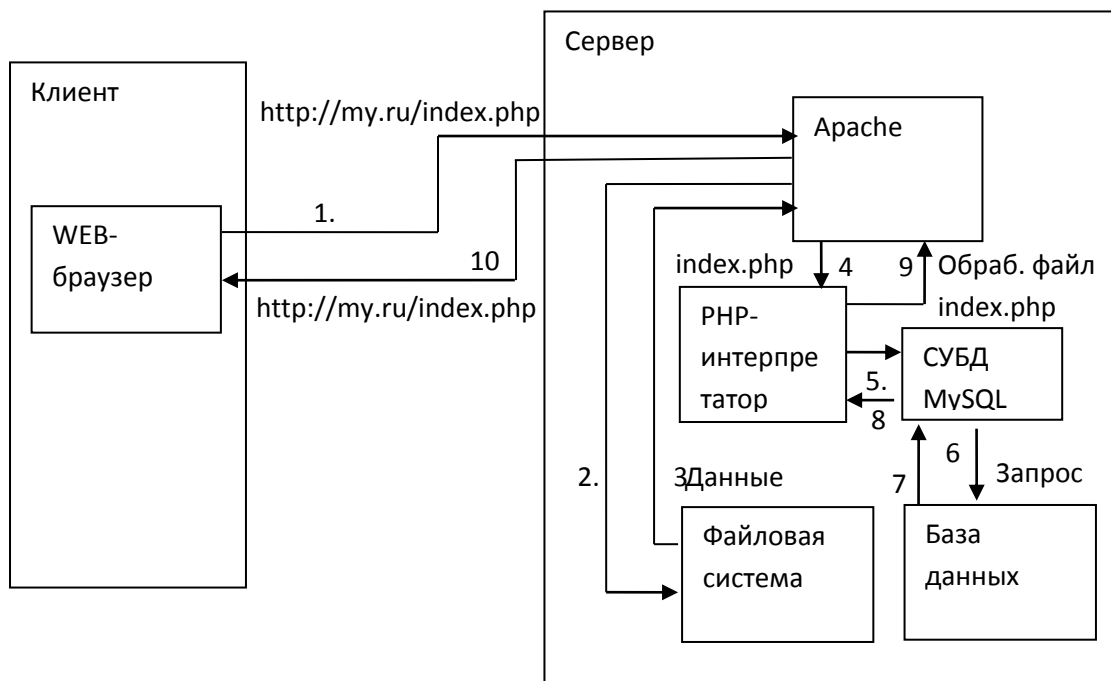 Сервер
Клиент
http://my.ru/index.php
Apache
WEB-
браузер
1.
10
http://my.ru/index.php
index.php
4
9
Обраб. файл
index.php
PHP-
интерпре
татор
СУБД
MySQL
5.
8
6
7
Запрос
2.
3
Данные
Файловая
система
База
данных